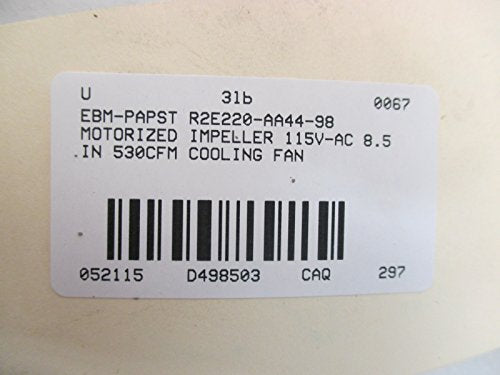 U 31b 0067
EBM-PAPST R2E220-AA44-98
MOTORIZED IMPELLER 115V-AC 8.5
IN 530CFM COOLING FAN
052115 D498503 CAQ 297